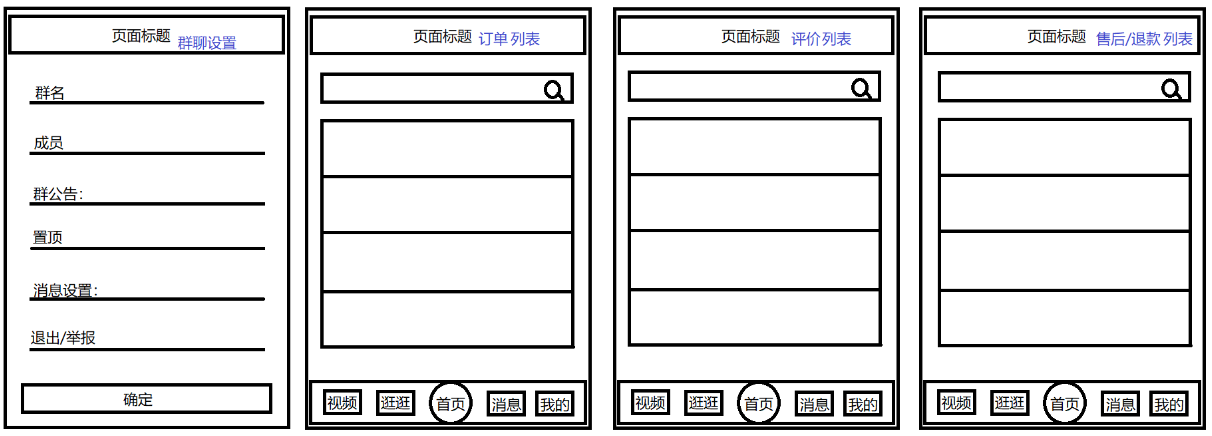 页面标题 群聊设置
群名
成员
群公告：
置顶
消息设置：
退出/举报
确定
页面标题 订单列表
视频 逛逛 首页 消息 我的
页面标题 评价列表
视频 逛逛 首页 消息 我的
页面标题 售后/退款列表
视频 逛逛 首页 消息 我的